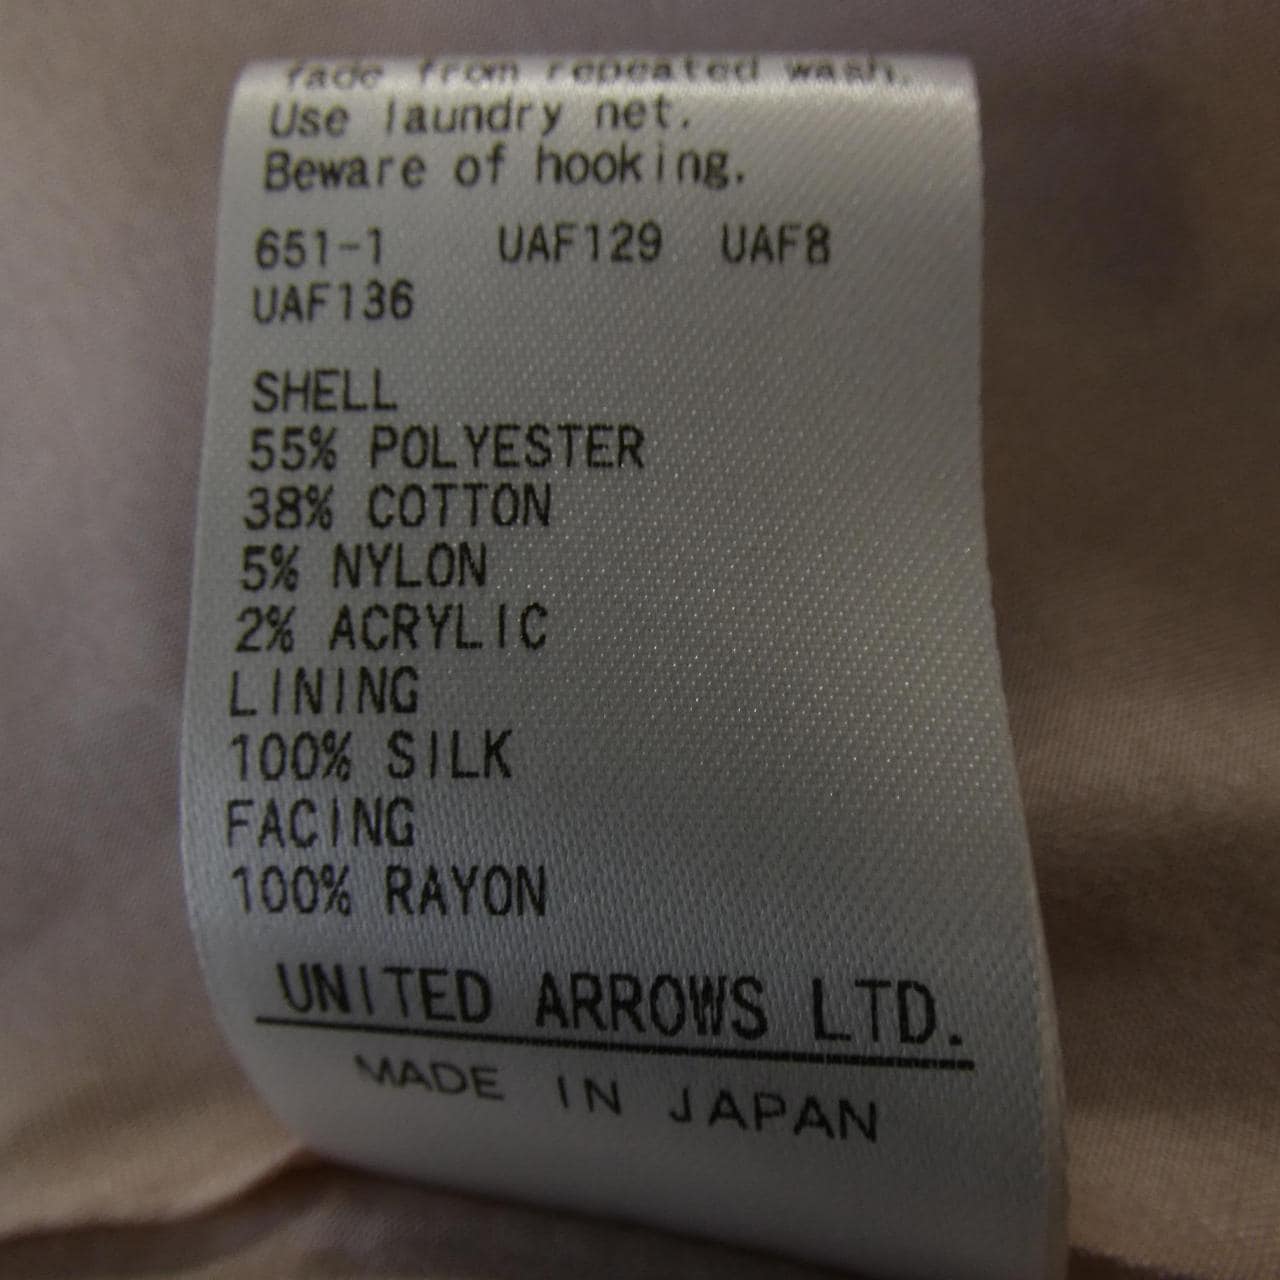 fade from repeated wash.
Use laundry net.
Beware of hooking.
651-1 UAF129 UAF8
UAF136
SHELL
55% POLYESTER
38% COTTON
5% NYLON
2% ACRYLIC
LINING
100% SILK
FACING
100% RAYON
UNITED ARROWS LTD.
MADE IN JAPAN